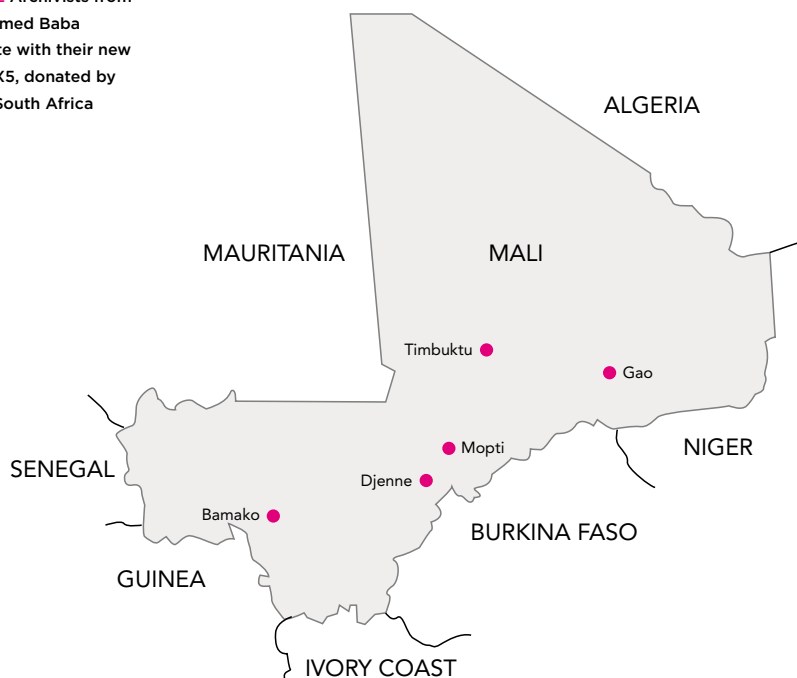 Archivists from
med Baba
te with their new
X5, donated by
South Africa
ALGERIA
MAURITANIA
MALI
Timbuktu
Gao
Mopti
NIGER
SENEGAL
Djenne
Bamako
BURKINA FASO
GUINEA
IVORY COAST